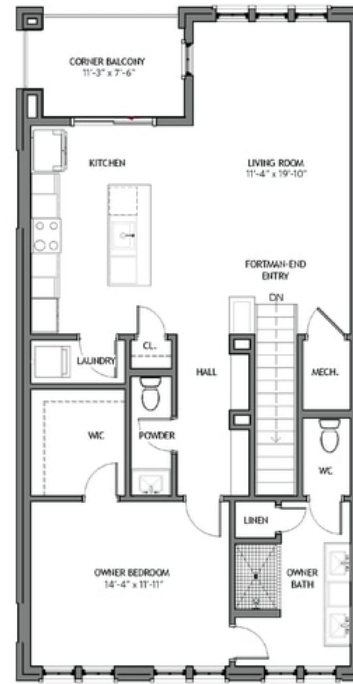 CORNER BALCONY
11'-3" x 7'-6"
KITCHEN
LIVING ROOM
11'-4" x 19'-10"
FORTMAN-END
ENTRY
DN
LAUNDRY
CL.
HALL
MECH.
WIC
POWDER
WC
LINEN
OWNER BEDROOM
14'-4" x 11'-11"
OWNER
BATH